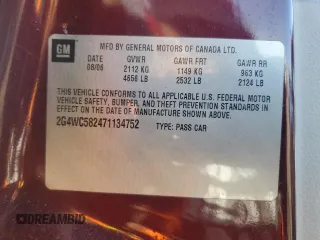 GM
MFD BY GENERAL MOTORS OF CANADA LTD.
DATE GVWR GAWR FRT GAWR RR
08/06 2112 KG 1149 KG 963 KG
4656 LB 2532 LB 2124 LB
THIS VEHICLE CONFORMS TO ALL APPLICABLE U.S. FEDERAL MOTOR
VEHICLE SAFETY, BUMPER, AND THEFT PREVENTION STANDARDS
IN EFFECT ON THE DATE OF MANUFACTURE SHOWN ABOVE.
2G4WC582471134752 TYPE: PASS CAR
© DREAMBID